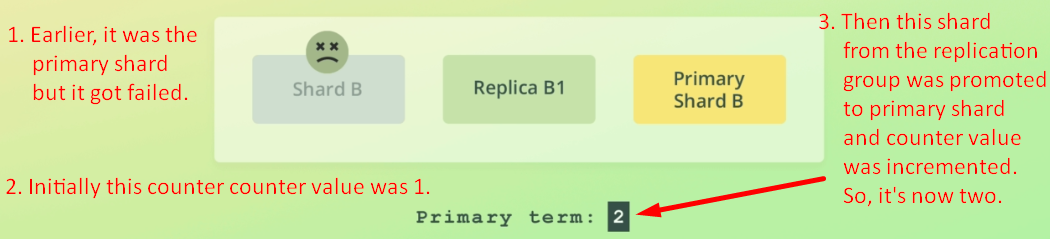 1. Earlier, it was the
primary shard
but it got failed.
Shard B
Replica B1
Primary
Shard B
3. Then this shard
from the replication
group was promoted
to primary shard
and counter value
was incremented.
So, it's now two.
2. Initially this counter counter value was 1.
Primary term: 2